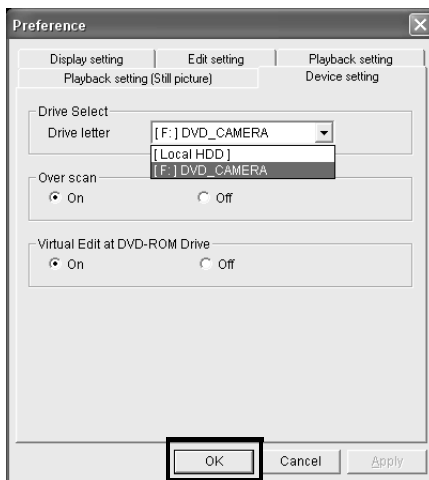 Preference
Display setting Edit setting Playback setting
Playback setting (Still picture) Device setting
Drive Select
Drive letter [ F: ] DVD_CAMERA
[ Local HDD ]
[ F: ] DVD_CAMERA
Over scan
On Off
Virtual Edit at DVD-ROM Drive
On Off
OK Cancel Apply